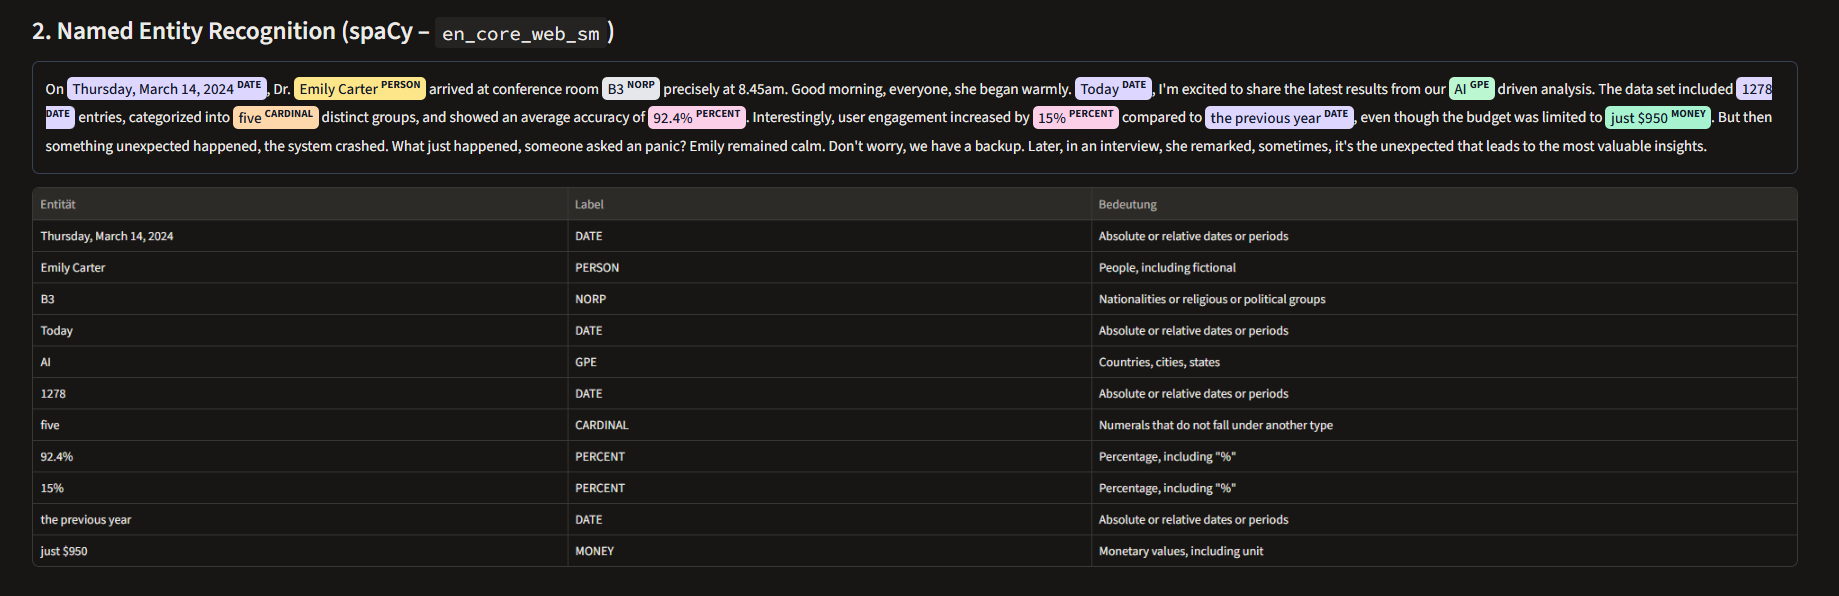 2. Named Entity Recognition (spaCy – en_core_web_sm)
On Thursday, March 14, 2024 DATE, Dr. Emily Carter PERSON arrived at conference room B3 NORP precisely at 8.45am. Good morning, everyone, she began warmly. Today DATE, I'm excited to share the latest results from our AI GPE driven analysis. The data set included 1278
DATE entries, categorized into five CARDINAL distinct groups, and showed an average accuracy of 92.4% PERCENT. Interestingly, user engagement increased by 15% PERCENT compared to the previous year DATE, even though the budget was limited to just $950 MONEY. But then
something unexpected happened, the system crashed. What just happened, someone asked an panic? Emily remained calm. Don't worry, we have a backup. Later, in an interview, she remarked, sometimes, it's the unexpected that leads to the most valuable insights.
Entität Label Bedeutung
Thursday, March 14, 2024 DATE Absolute or relative dates or periods
Emily Carter PERSON People, including fictional
B3 NORP Nationalities or religious or political groups
Today DATE Absolute or relative dates or periods
AI GPE Countries, cities, states
1278 DATE Absolute or relative dates or periods
five CARDINAL Numerals that do not fall under another type
92.4% PERCENT Percentage, including "%"
15% PERCENT Percentage, including "%"
the previous year DATE Absolute or relative dates or periods
just $950 MONEY Monetary values, including unit